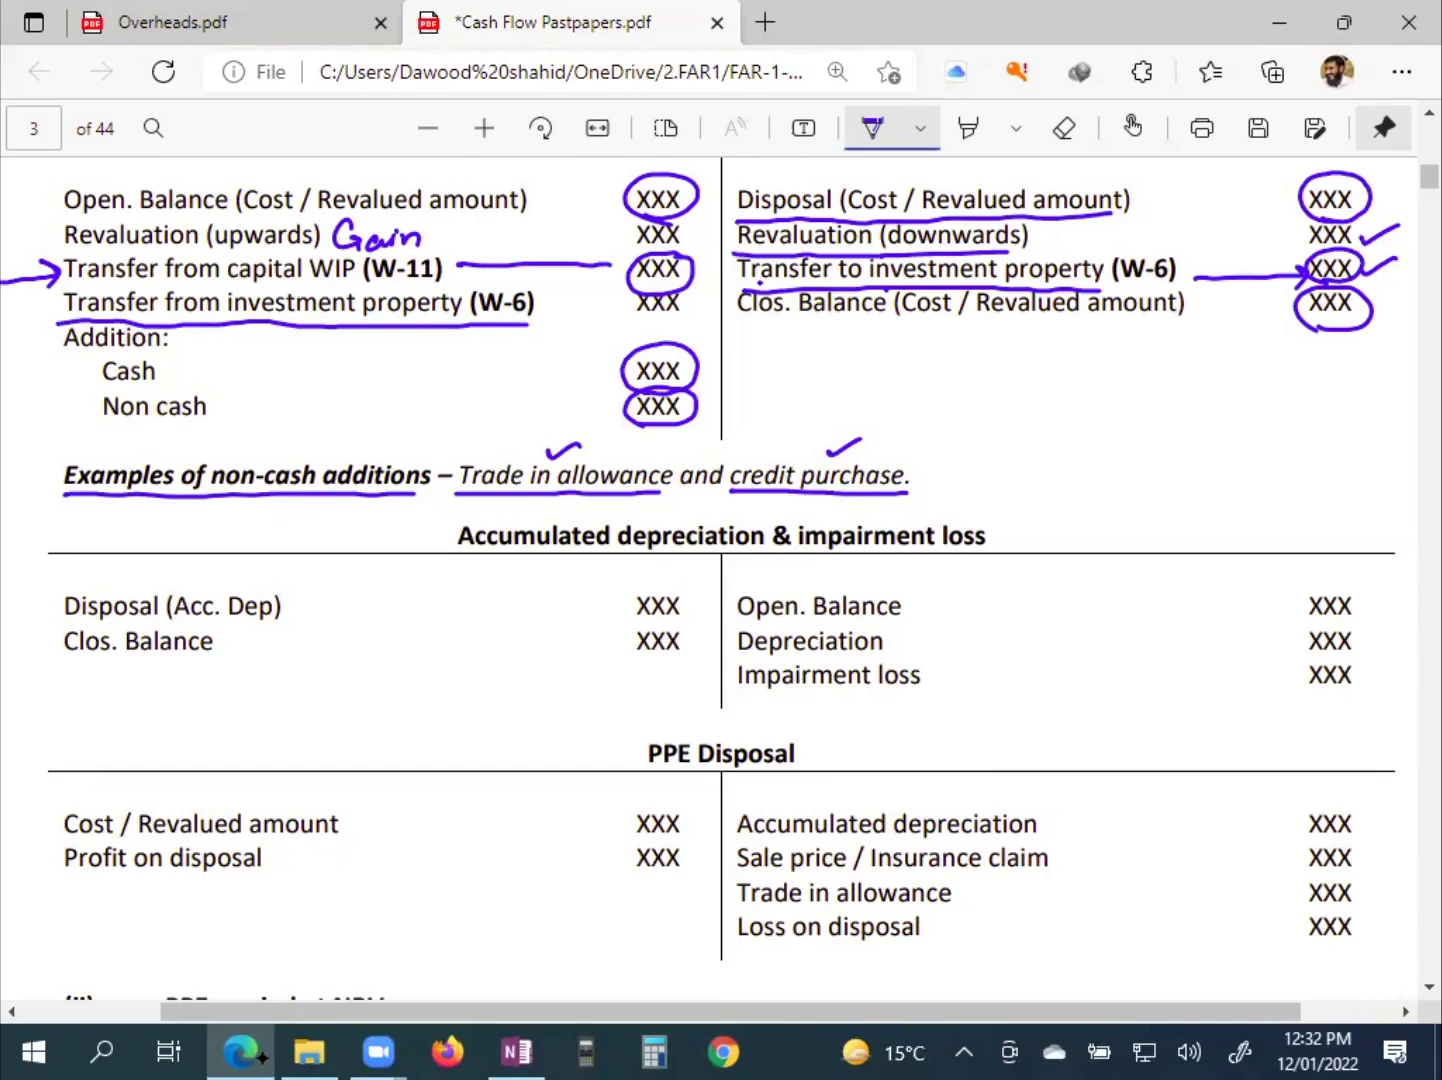 Overheads.pdf
*Cash Flow Pastpapers.pdf
File C:/Users/Dawood%20shahid/OneDrive/2.FAR1/FAR-1-...
3 of 44
Open. Balance (Cost / Revalued amount) XXX Disposal (Cost / Revalued amount) XXX
Revaluation (upwards) Gain XXX Revaluation (downwards) XXX
Transfer from capital WIP (W-11) XXX Transfer to investment property (W-6) XXX
Transfer from investment property (W-6) XXX Clos. Balance (Cost / Revalued amount) XXX
Addition:
Cash XXX
Non cash XXX
Examples of non-cash additions – Trade in allowance and credit purchase.
Accumulated depreciation & impairment loss
Disposal (Acc. Dep) XXX Open. Balance XXX
Clos. Balance XXX Depreciation XXX
Impairment loss XXX
PPE Disposal
Cost / Revalued amount XXX Accumulated depreciation XXX
Profit on disposal XXX Sale price / Insurance claim XXX
Trade in allowance XXX
Loss on disposal XXX
15°C 12:32 PM
12/01/2022